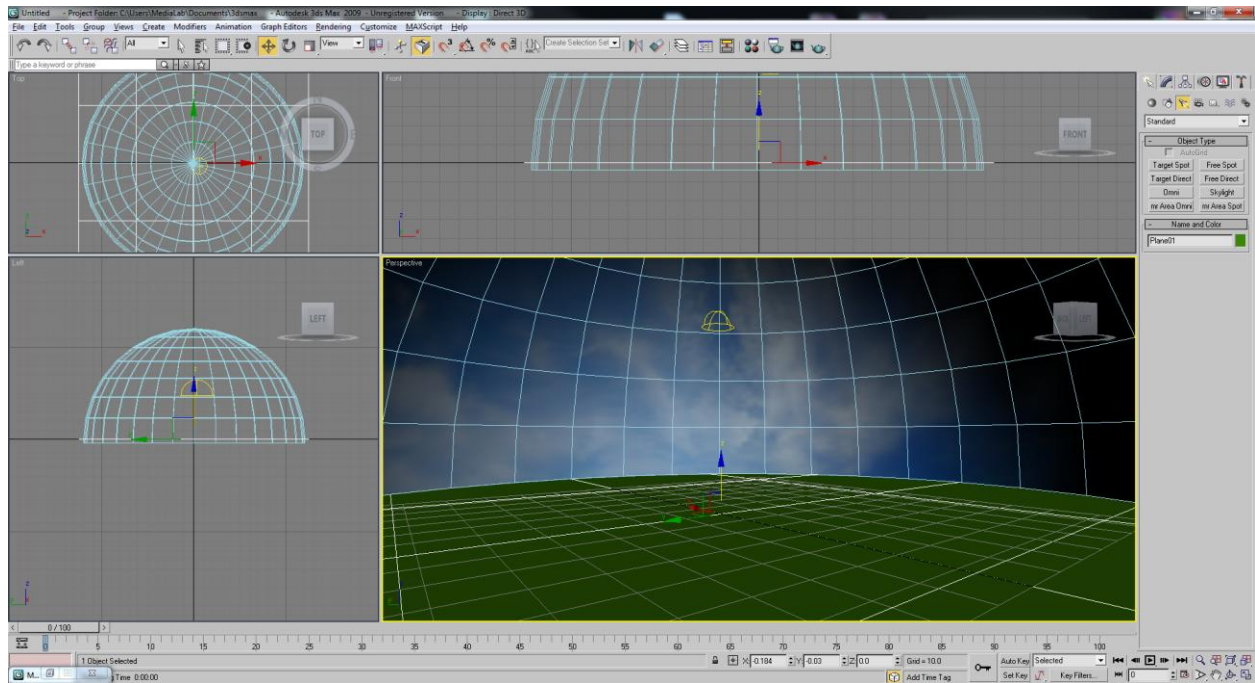 Untitled - Project Folder: C:\Users\MediaLab\Documents\3dsmax - Autodesk 3ds Max 2009 - Unregistered Version - Display : Direct 3D
File Edit Tools Group Views Create Modifiers Animation Graph Editors Rendering Customize MAXScript Help
All View Create Selection Set
Type a keyword or phrase
Top
TOP
Front
FRONT
Standard
- Object Type
AutoGrid
Target Spot Free Spot
Target Direct Free Direct
Omni Skylight
mr Area Omni mr Area Spot
- Name and Color
Plane01
Left
LEFT
Perspective
LEFT
< 0 / 100 >
0 5 10 15 20 25 30 35 40 45 50 55 60 65 70 75 80 85 90 95 100
1 Object Selected X: -0.184 Y: -0.03 Z: 0.0 Grid = 10.0 Auto Key Selected
M... Time 0:00:00 Add Time Tag Set Key Key Filters... 0